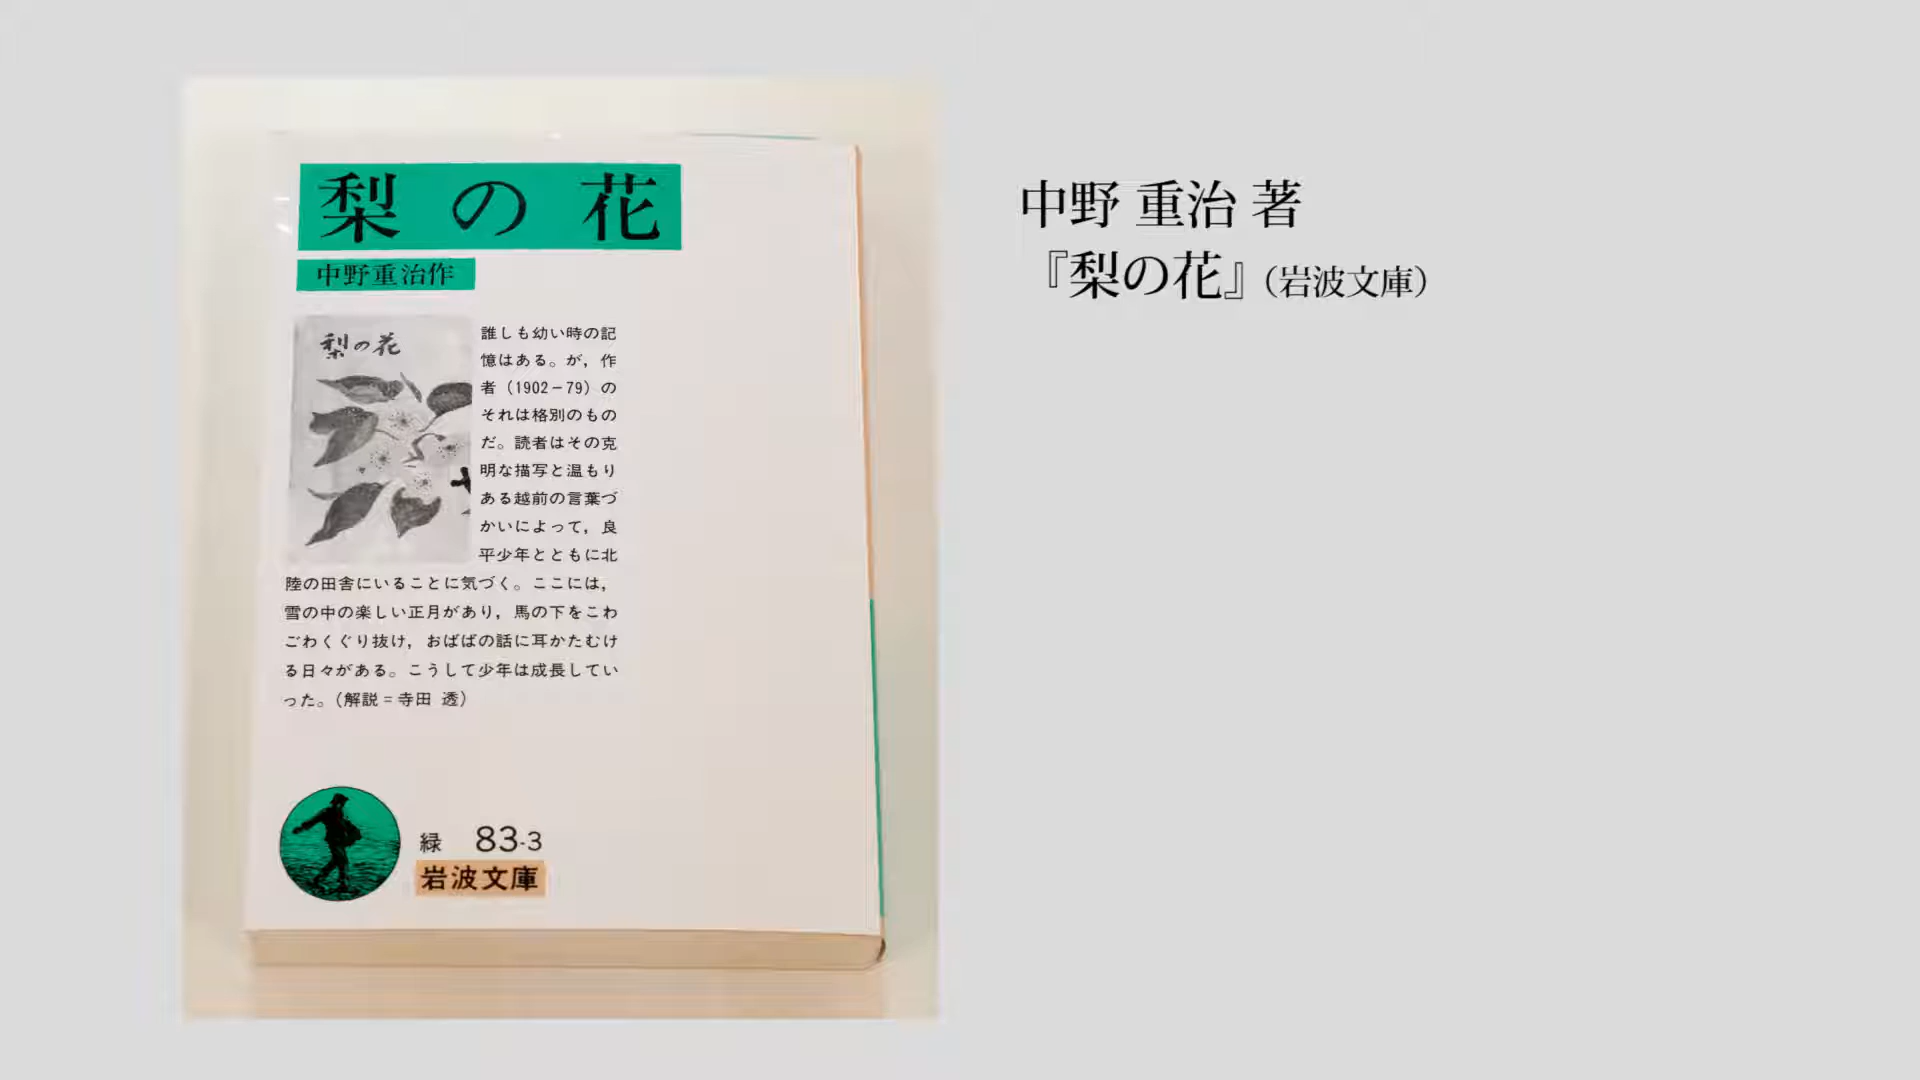 梨の花
中野重治作
梨の花
誰しも幼い時の記
憶はある。が，作
者（1902－79）の
それは格別のもの
だ。読者はその克
明な描写と温もり
ある越前の言葉づ
かいによって，良
平少年とともに北
陸の田舎にいることに気づく。ここには，
雪の中の楽しい正月があり，馬の下をこわ
ごわくぐり抜け，おばばの話に耳かたむけ
る日々がある。こうして少年は成長してい
った。（解説＝寺田 透）
緑 83-3
岩波文庫
中野 重治 著
『梨の花』（岩波文庫）